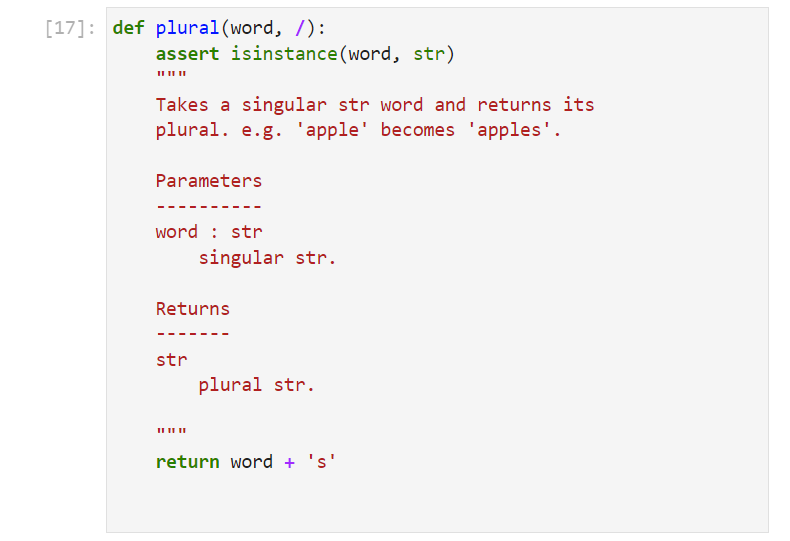 [17]: def plural(word, /):
    assert isinstance(word, str)
    """
    Takes a singular str word and returns its
    plural. e.g. 'apple' becomes 'apples'.

    Parameters
    ----------
    word : str
        singular str.

    Returns
    -------
    str
        plural str.

    """
    return word + 's'